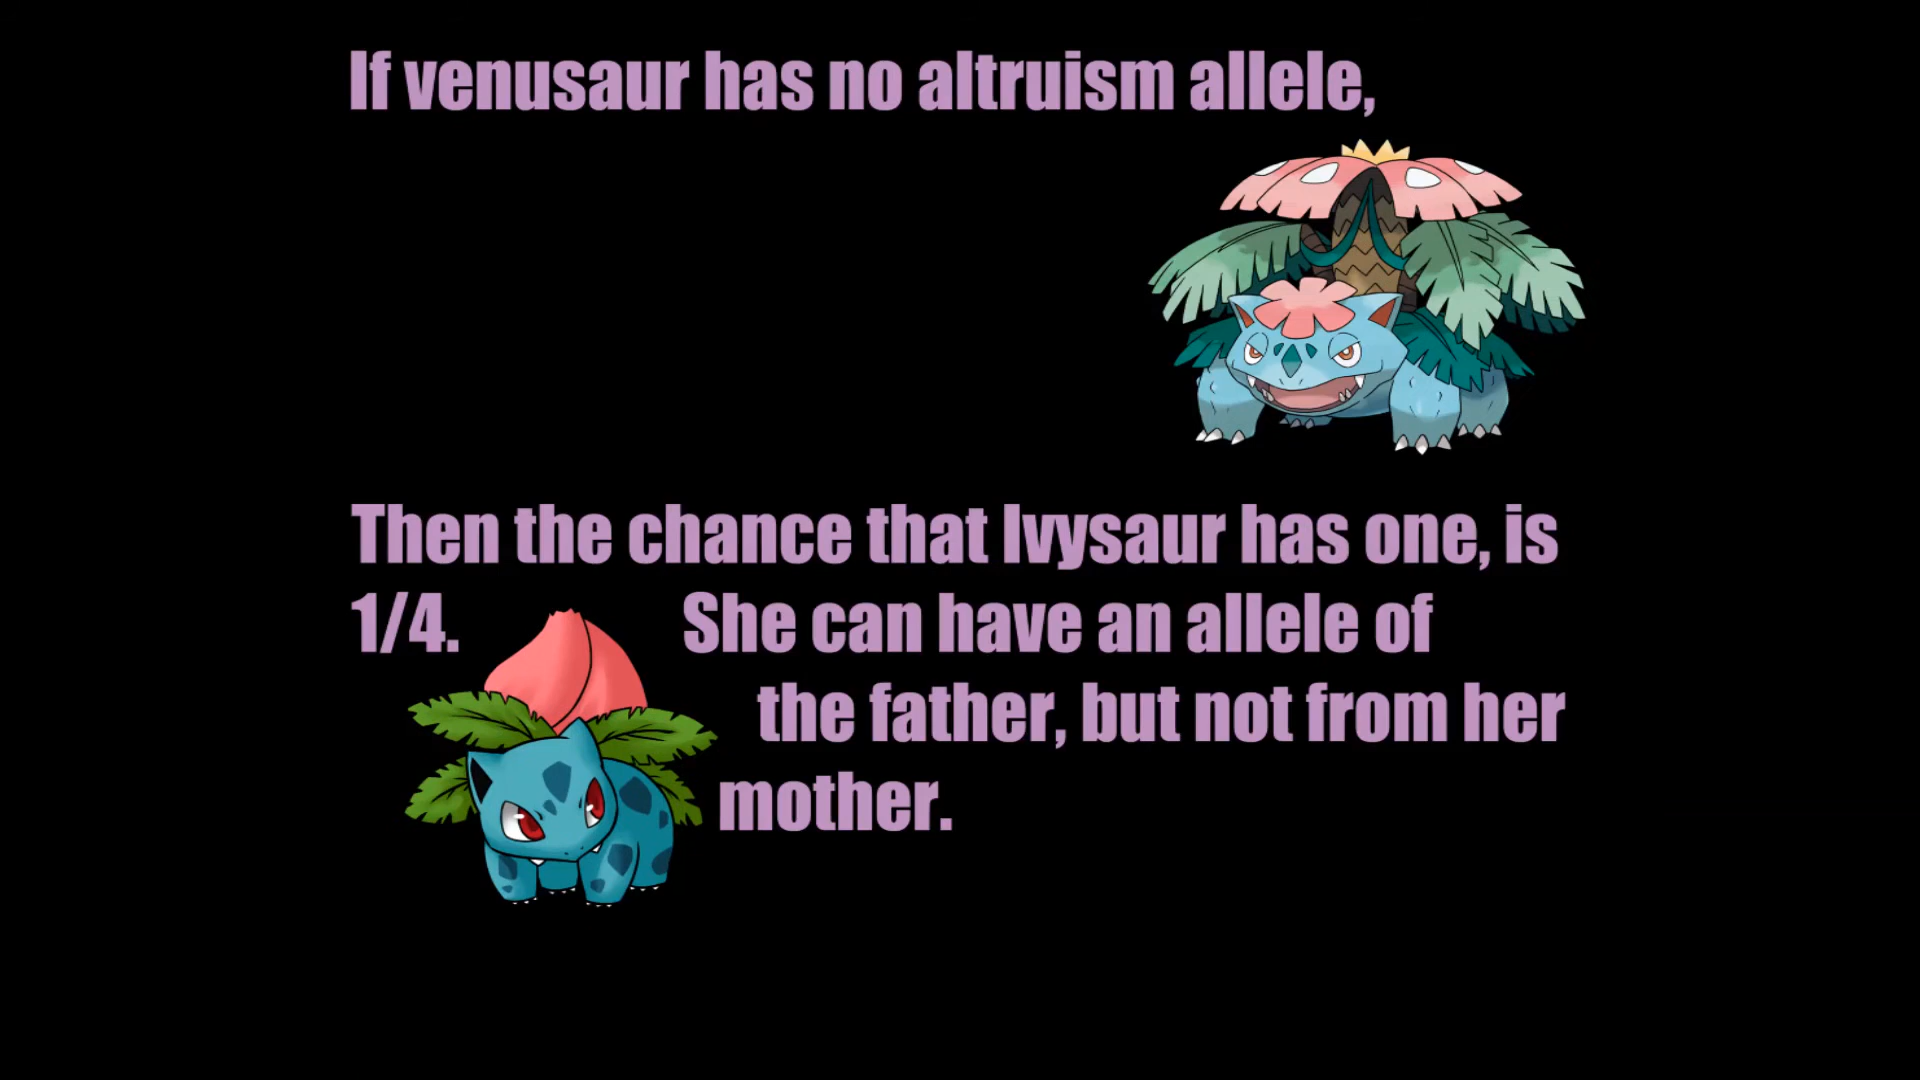 If venusaur has no altruism allele,
Then the chance that Ivysaur has one, is
1/4. She can have an allele of
the father, but not from her
mother.